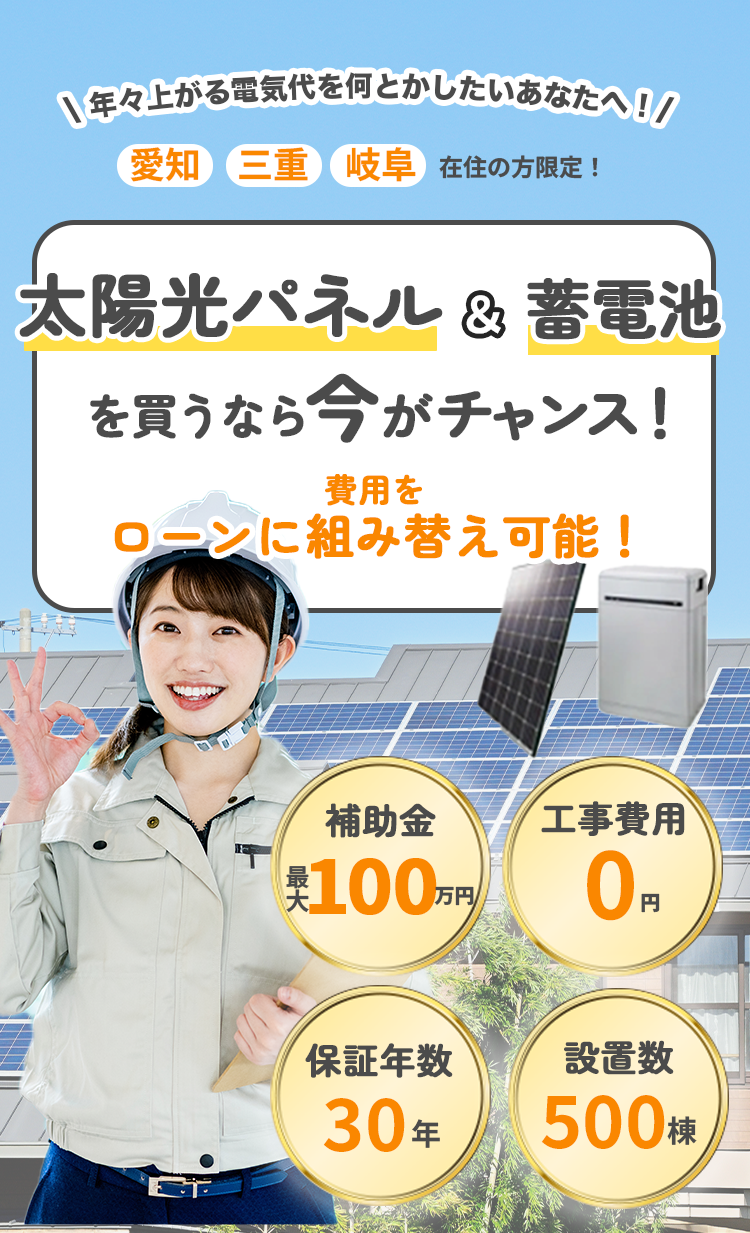 \ 年々上がる電気代を何とかしたいあなたへ！/
愛知 三重 岐阜 在住の方限定！
太陽光パネル & 蓄電池
を買うなら今がチャンス！
費用を
ローンに組み替え可能！
補助金
最大100万円
工事費用
0円
保証年数
30年
設置数
500棟